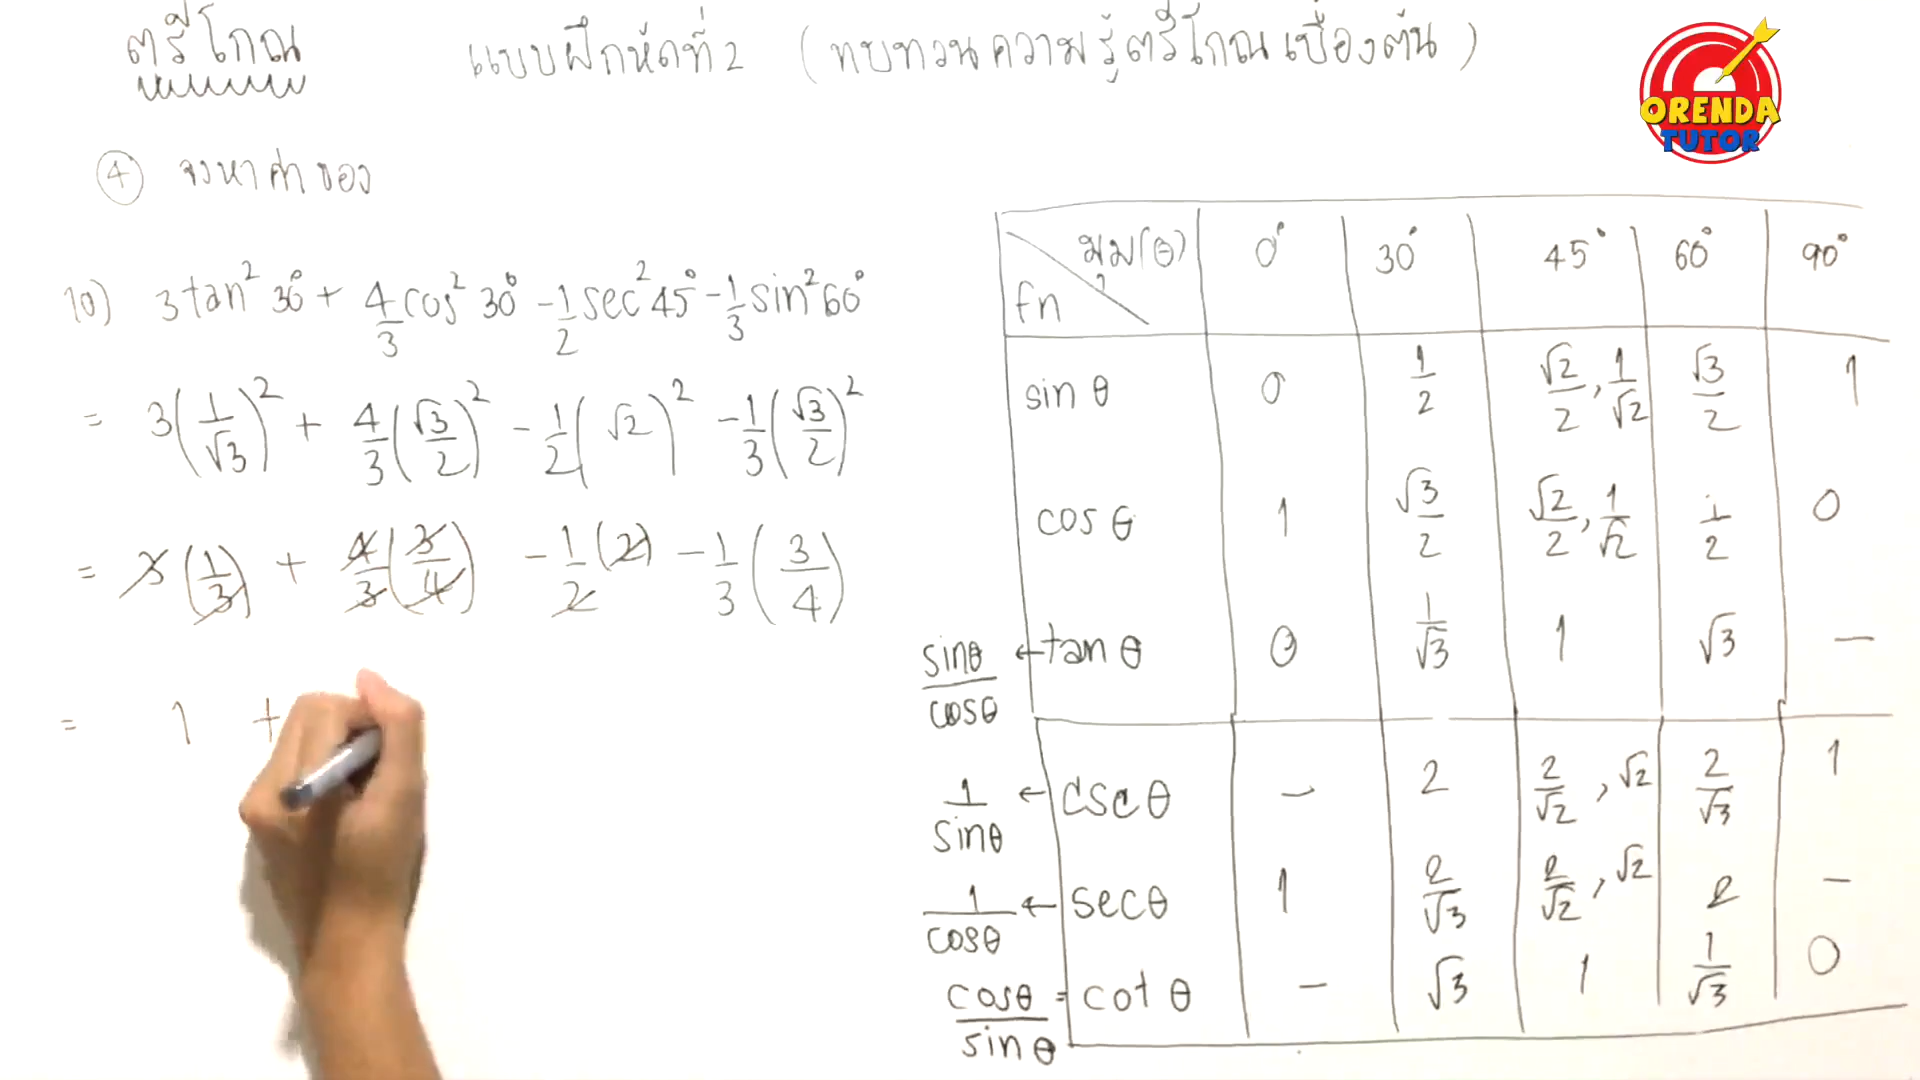 ตรีโกณ
แบบฝึกหัดที่ 2 (ทบทวนความรู้ตรีโกณเบื้องต้น)
ORENDA
TUTOR
④ จงหาค่าของ
10) 3tan² 30° + 4/3 cos² 30° - 1/2 sec² 45° - 1/3 sin² 60°
= 3(1/√3)² + 4/3(√3/2)² - 1/2(√2)² - 1/3(√3/2)²
= 3(1/3) + 4/3(3/4) - 1/2(2) - 1/3(3/4)
= 1 +
มุม(θ) fn 0° 30° 45° 60° 90°
sin θ 0 1/2 √2/2, 1/√2 √3/2 1
cos θ 1 √3/2 √2/2, 1/√2 1/2 0
sinθ/cosθ ← tan θ 0 1/√3 1 √3 –
1/sinθ ← csc θ – 2 2/√2, √2 2/√3 1
1/cosθ ← sec θ 1 2/√3 2/√2, √2 2 –
cosθ/sinθ = cot θ – √3 1 1/√3 0